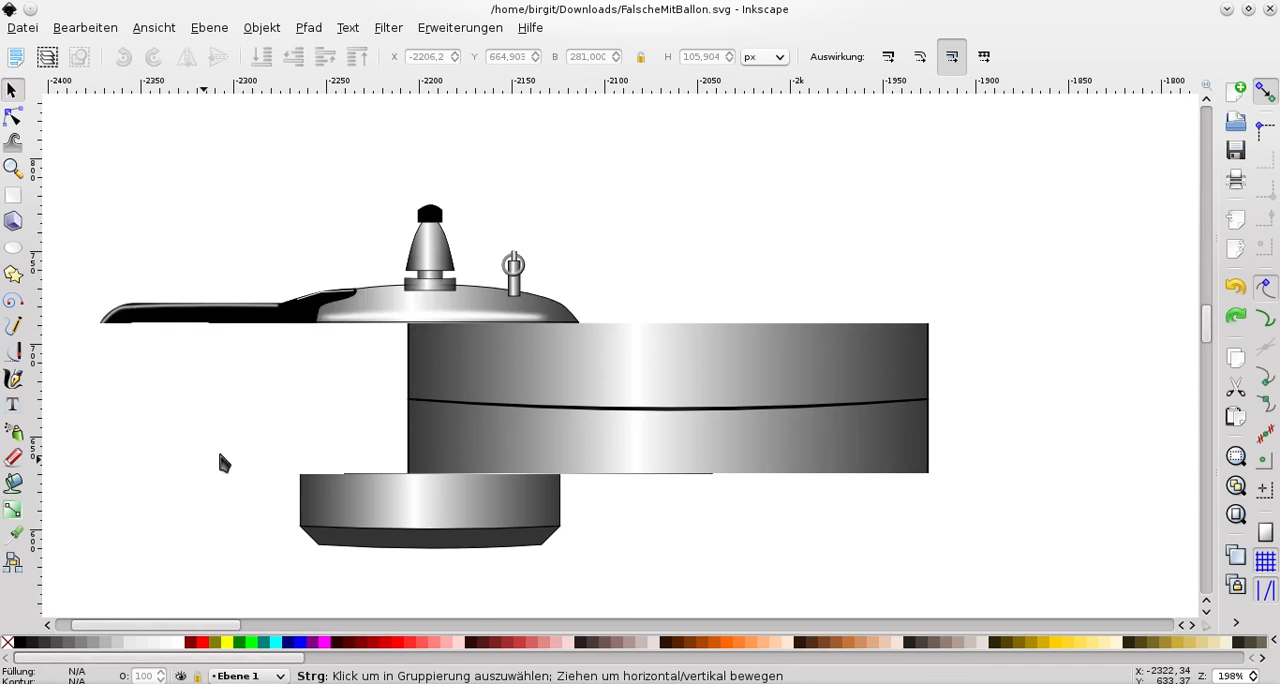 /home/birgit/Downloads/FalscheMitBallon.svg - Inkscape
Datei Bearbeiten Ansicht Ebene Objekt Pfad Text Filter Erweiterungen Hilfe
X -2206,2 Y 664,903 B 281,000 H 105,904 px Auswirkung:
-2400 -2350 -2300 -2250 -2200 -2150 -2100 -2050 -2k -1950 -1900 -1850 -1800
Füllung: N/A
Kontur: N/A
O: 100
Ebene 1
Strg: Klick um in Gruppierung auszuwählen; Ziehen um horizontal/vertikal bewegen
X: -2322,34
Y: 633,37
Z: 198%